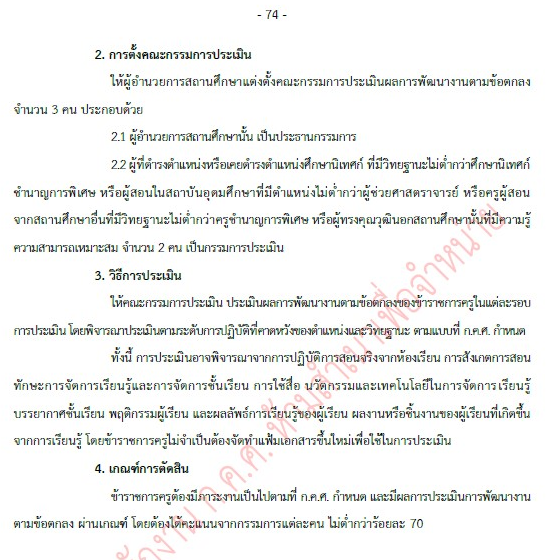 - 74 -
2. การตั้งคณะกรรมการประเมิน
ให้ผู้อำนวยการสถานศึกษาแต่งตั้งคณะกรรมการประเมินผลการพัฒนางานตามข้อตกลง
จำนวน 3 คน ประกอบด้วย
2.1 ผู้อำนวยการสถานศึกษานั้น เป็นประธานกรรมการ
2.2 ผู้ที่ดำรงตำแหน่งหรือเคยดำรงตำแหน่งศึกษานิเทศก์ ที่มีวิทยฐานะไม่ต่ำกว่าศึกษานิเทศก์
ชำนาญการพิเศษ หรือผู้สอนในสถาบันอุดมศึกษาที่มีตำแหน่งไม่ต่ำกว่าผู้ช่วยศาสตราจารย์ หรือครูผู้สอน
จากสถานศึกษาอื่นที่มีวิทยฐานะไม่ต่ำกว่าครูชำนาญการพิเศษ หรือผู้ทรงคุณวุฒินอกสถานศึกษานั้นที่มีความรู้
ความสามารถเหมาะสม จำนวน 2 คน เป็นกรรมการประเมิน
3. วิธีการประเมิน
ให้คณะกรรมการประเมิน ประเมินผลการพัฒนางานตามข้อตกลงของข้าราชการครูในแต่ละรอบ
การประเมิน โดยพิจารณาประเมินตามระดับการปฏิบัติที่คาดหวังของตำแหน่งและวิทยฐานะ ตามแบบที่ ก.ค.ศ. กำหนด
ทั้งนี้ การประเมินอาจพิจารณาจากการปฏิบัติการสอนจริงจากห้องเรียน การสังเกตการสอน
ทักษะการจัดการเรียนรู้และการจัดการชั้นเรียน การใช้สื่อ นวัตกรรมและเทคโนโลยีในการจัดการเรียนรู้
บรรยากาศชั้นเรียน พฤติกรรมผู้เรียน และผลลัพธ์การเรียนรู้ของผู้เรียน ผลงานหรือชิ้นงานของผู้เรียนที่เกิดขึ้น
จากการเรียนรู้ โดยข้าราชการครูไม่จำเป็นต้องจัดทำแฟ้มเอกสารขึ้นใหม่เพื่อใช้ในการประเมิน
4. เกณฑ์การตัดสิน
ข้าราชการครูต้องมีภาระงานเป็นไปตามที่ ก.ค.ศ. กำหนด และมีผลการประเมินการพัฒนางาน
ตามข้อตกลง ผ่านเกณฑ์ โดยต้องได้คะแนนจากกรรมการแต่ละคน ไม่ต่ำกว่าร้อยละ 70
ก.ค.ศ. ห้ามสำเนาเพื่อจำหน่าย